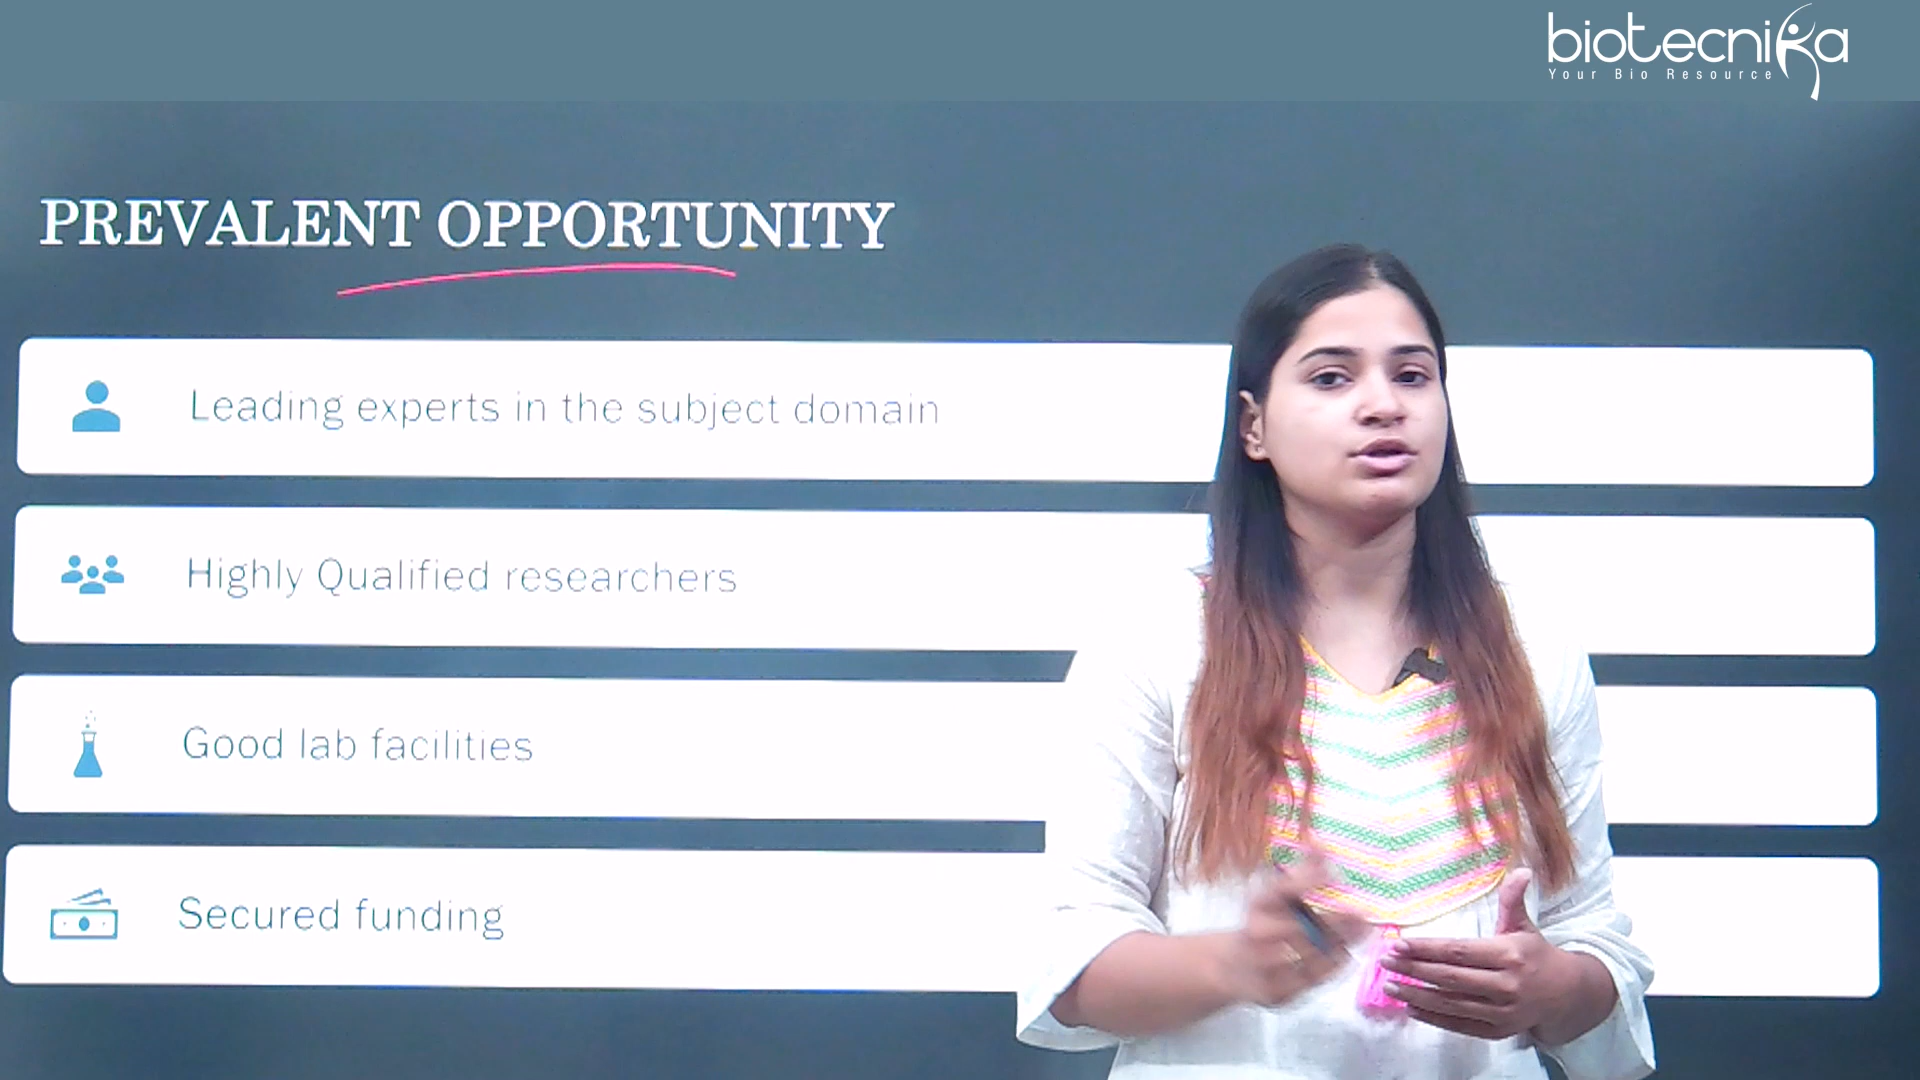 biotecnika
Your Bio Resource
PREVALENT OPPORTUNITY
Leading experts in the subject domain
Highly Qualified researchers
Good lab facilities
Secured funding